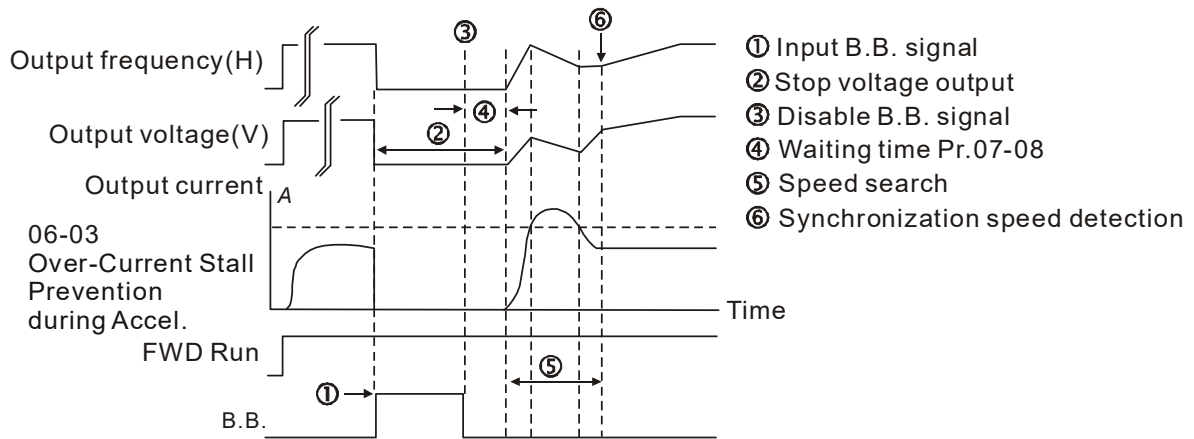 Output frequency(H)
Output voltage(V)
Output current
A
06-03
Over-Current Stall
Prevention
during Accel.
FWD Run
B.B.
Time
③
⑥
④
②
⑤
①
① Input B.B. signal
② Stop voltage output
③ Disable B.B. signal
④ Waiting time Pr.07-08
⑤ Speed search
⑥ Synchronization speed detection